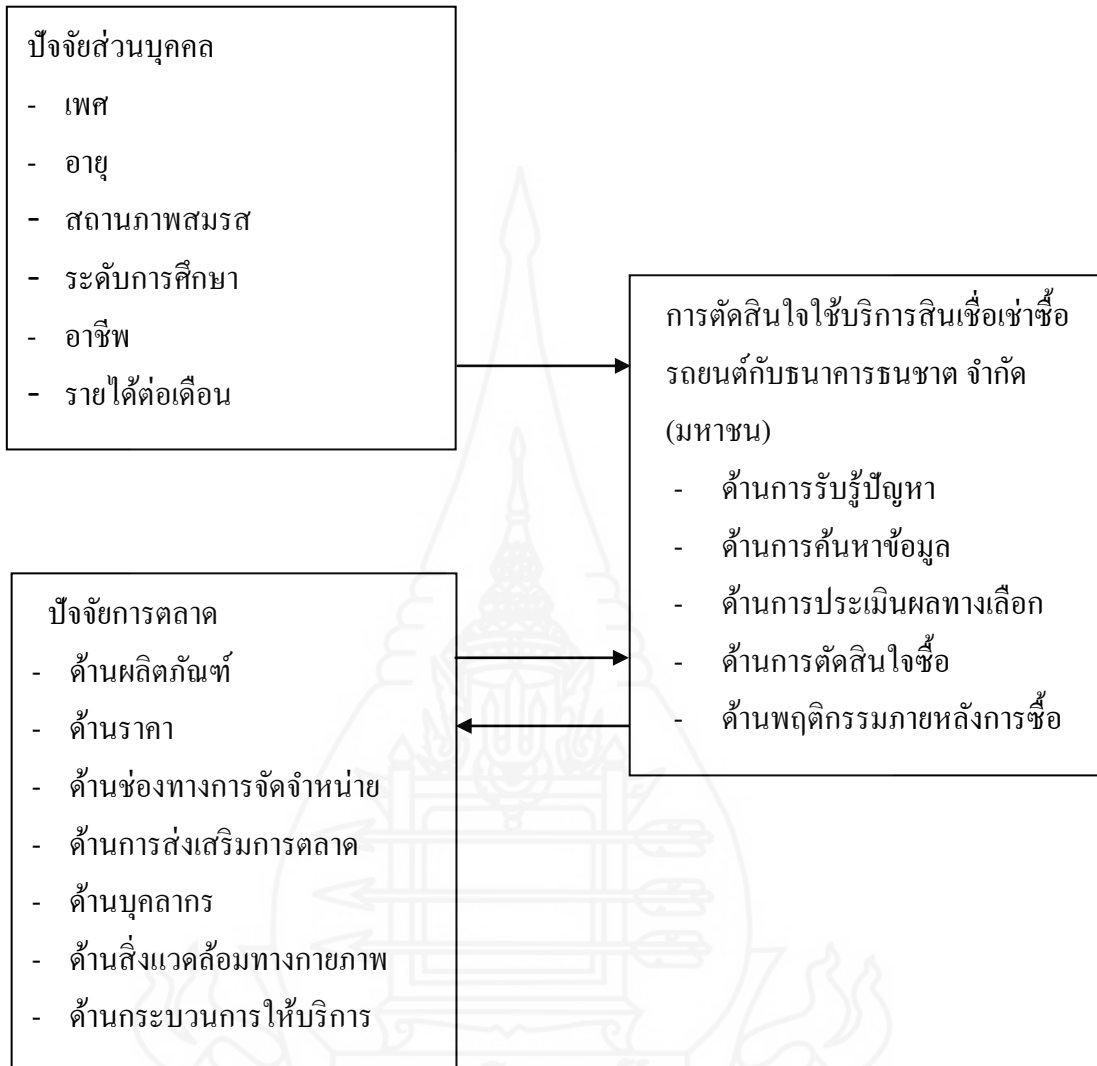 ปัจจัยส่วนบุคคล
- เพศ
- อายุ
- สถานภาพสมรส
- ระดับการศึกษา
- อาชีพ
- รายได้ต่อเดือน
การตัดสินใจใช้บริการสินเชื่อเช่าซื้อ
รถยนต์กับธนาคารธนชาต จำกัด
(มหาชน)
- ด้านการรับรู้ปัญหา
- ด้านการค้นหาข้อมูล
- ด้านการประเมินผลทางเลือก
- ด้านการตัดสินใจซื้อ
- ด้านพฤติกรรมภายหลังการซื้อ
ปัจจัยการตลาด
- ด้านผลิตภัณฑ์
- ด้านราคา
- ด้านช่องทางการจัดจำหน่าย
- ด้านการส่งเสริมการตลาด
- ด้านบุคลากร
- ด้านสิ่งแวดล้อมทางกายภาพ
- ด้านกระบวนการให้บริการ